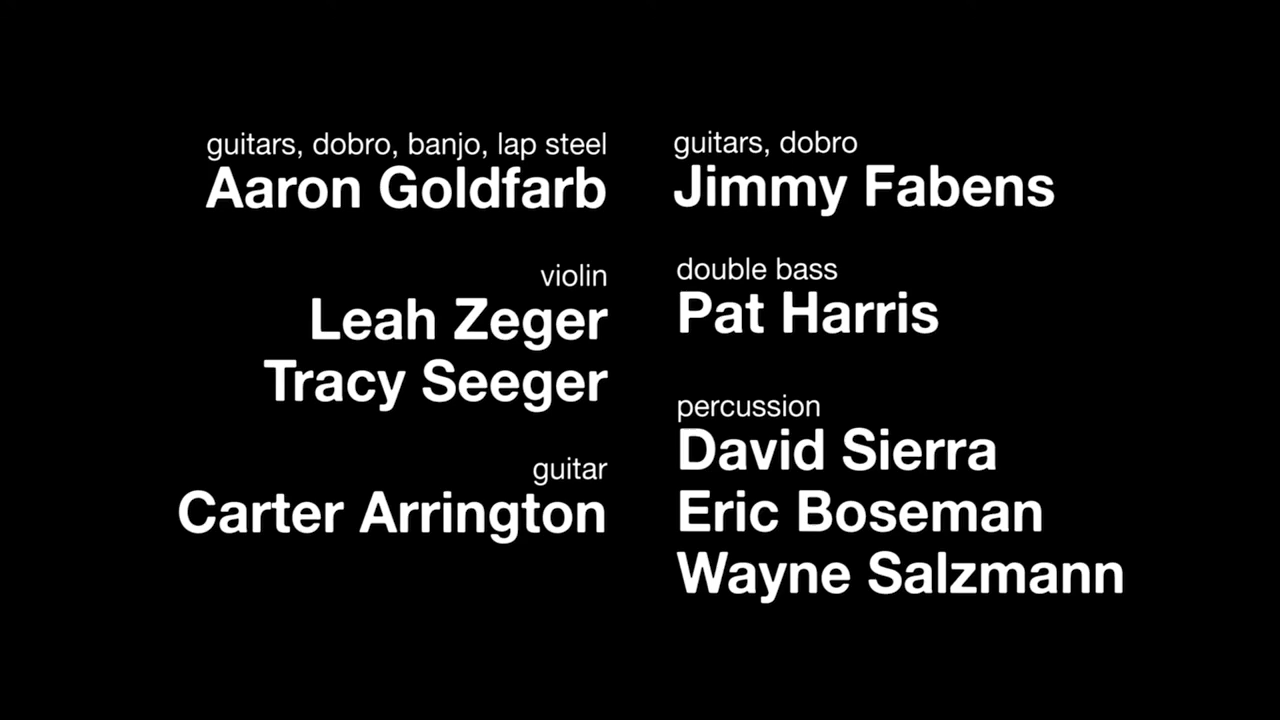 guitars, dobro, banjo, lap steel
Aaron Goldfarb
violin
Leah Zeger
Tracy Seeger
guitar
Carter Arrington
guitars, dobro
Jimmy Fabens
double bass
Pat Harris
percussion
David Sierra
Eric Boseman
Wayne Salzmann